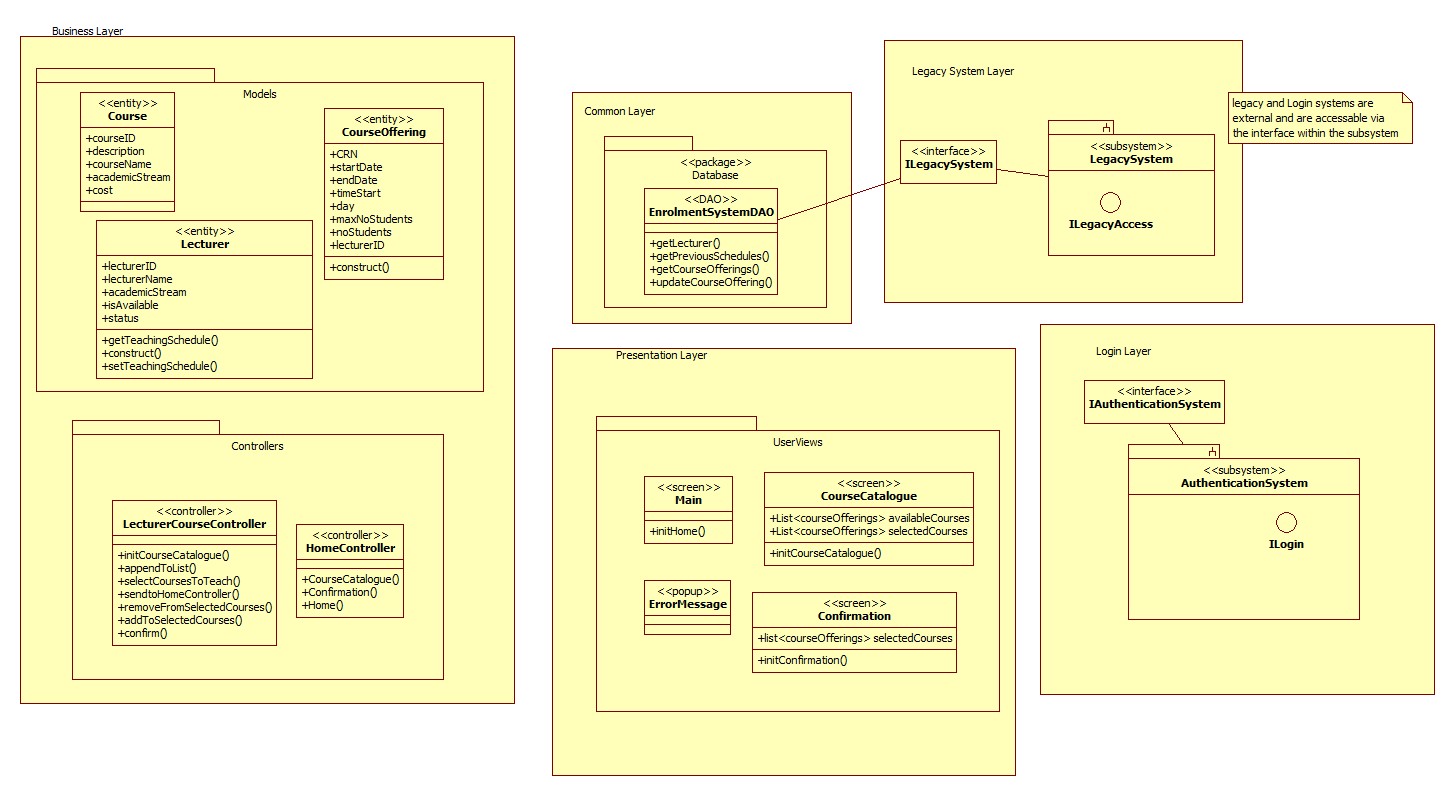 Business Layer
Models
<<entity>>
Course
+courseID
+description
+courseName
+academicStream
+cost
<<entity>>
CourseOffering
+CRN
+startDate
+endDate
+timeStart
+day
+maxNoStudents
+noStudents
+lecturerID
+construct()
<<entity>>
Lecturer
+lecturerID
+lecturerName
+academicStream
+isAvailable
+status
+getTeachingSchedule()
+construct()
+setTeachingSchedule()
Controllers
<<controller>>
LecturerCourseController
+initCourseCatalogue()
+appendToList()
+selectCoursesToTeach()
+sendtoHomeController()
+removeFromSelectedCourses()
+addToSelectedCourses()
+confirm()
<<controller>>
HomeController
+CourseCatalogue()
+Confirmation()
+Home()
Common Layer
<<package>>
Database
<<DAO>>
EnrolmentSystemDAO
+getLecturer()
+getPreviousSchedules()
+getCourseOfferings()
+updateCourseOffering()
Legacy System Layer
<<interface>>
ILegacySystem
<<subsystem>>
LegacySystem
ILegacyAccess
legacy and Login systems are
external and are accessable via
the interface within the subsystem
Presentation Layer
UserViews
<<screen>>
Main
+initHome()
<<screen>>
CourseCatalogue
+List<courseOfferings> availableCourses
+List<courseOfferings> selectedCourses
+initCourseCatalogue()
<<popup>>
ErrorMessage
<<screen>>
Confirmation
+list<courseOfferings> selectedCourses
+initConfirmation()
Login Layer
<<interface>>
IAuthenticationSystem
<<subsystem>>
AuthenticationSystem
ILogin